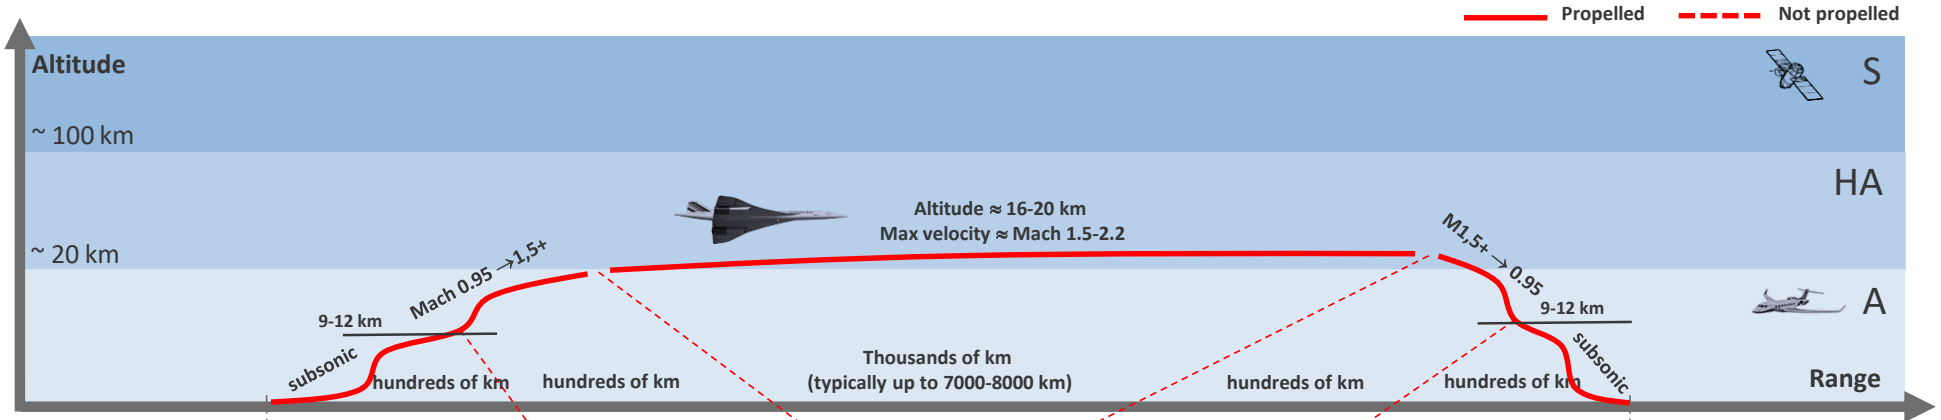 Propelled
Not propelled
Altitude
S
~ 100 km
HA
Altitude ≈ 16-20 km
Max velocity ≈ Mach 1.5-2.2
~ 20 km
Mach 0.95 →1,5+
M1,5+ → 0.95
9-12 km
9-12 km
A
subsonic
subsonic
Thousands of km
(typically up to 7000-8000 km)
hundreds of km
hundreds of km
hundreds of km
hundreds of km
Range